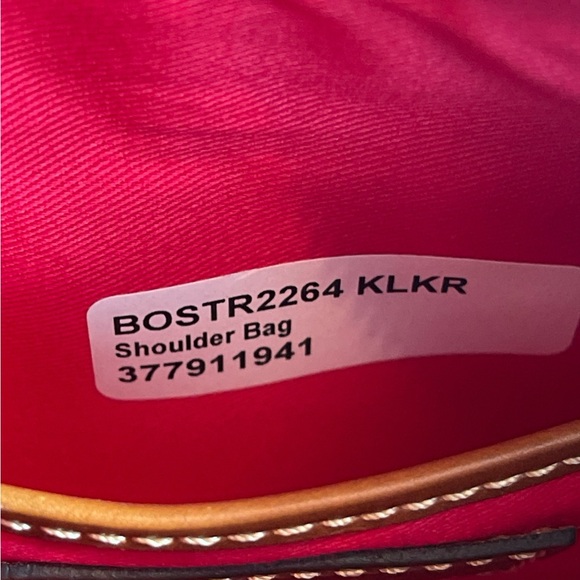 BOSTR2264 KLKR
Shoulder Bag
377911941